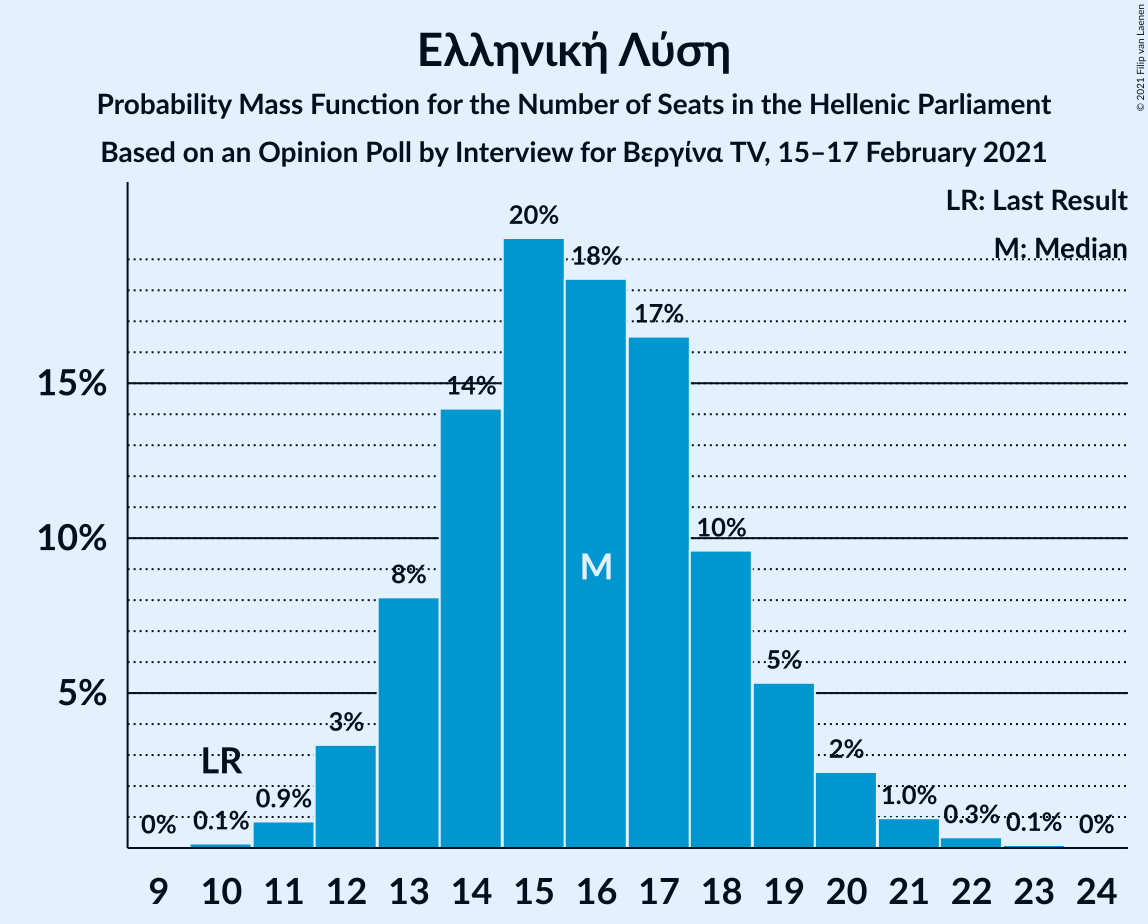 Ελληνική Λύση
Probability Mass Function for the Number of Seats in the Hellenic Parliament
Based on an Opinion Poll by Interview for Βεργίνα TV, 15–17 February 2021
© 2021 Filip van Laenen
LR: Last Result
M: Median
20%
18%
17%
15%
14%
10%
10%
M
8%
5%
5%
3%
2%
LR
0.9%
1.0%
0% 0.1% 0.3% 0.1% 0%
9 10 11 12 13 14 15 16 17 18 19 20 21 22 23 24